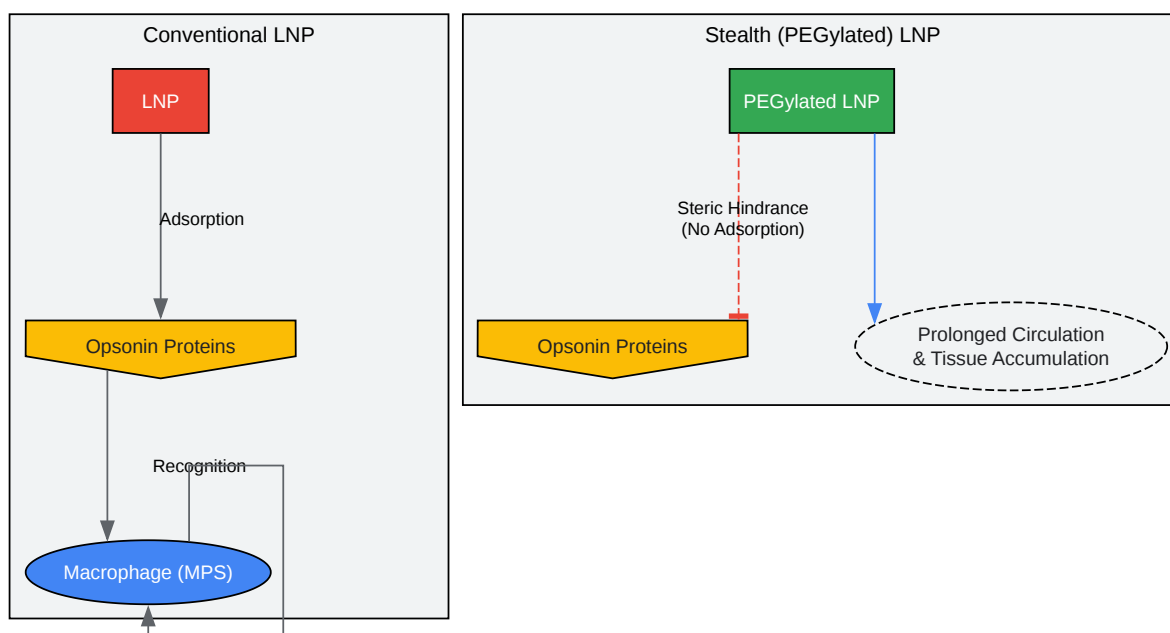 Conventional LNP
LNP
Adsorption
Opsonin Proteins
Recognition
Macrophage (MPS)
Stealth (PEGylated) LNP
PEGylated LNP
Steric Hindrance
(No Adsorption)
Opsonin Proteins
Prolonged Circulation
& Tissue Accumulation